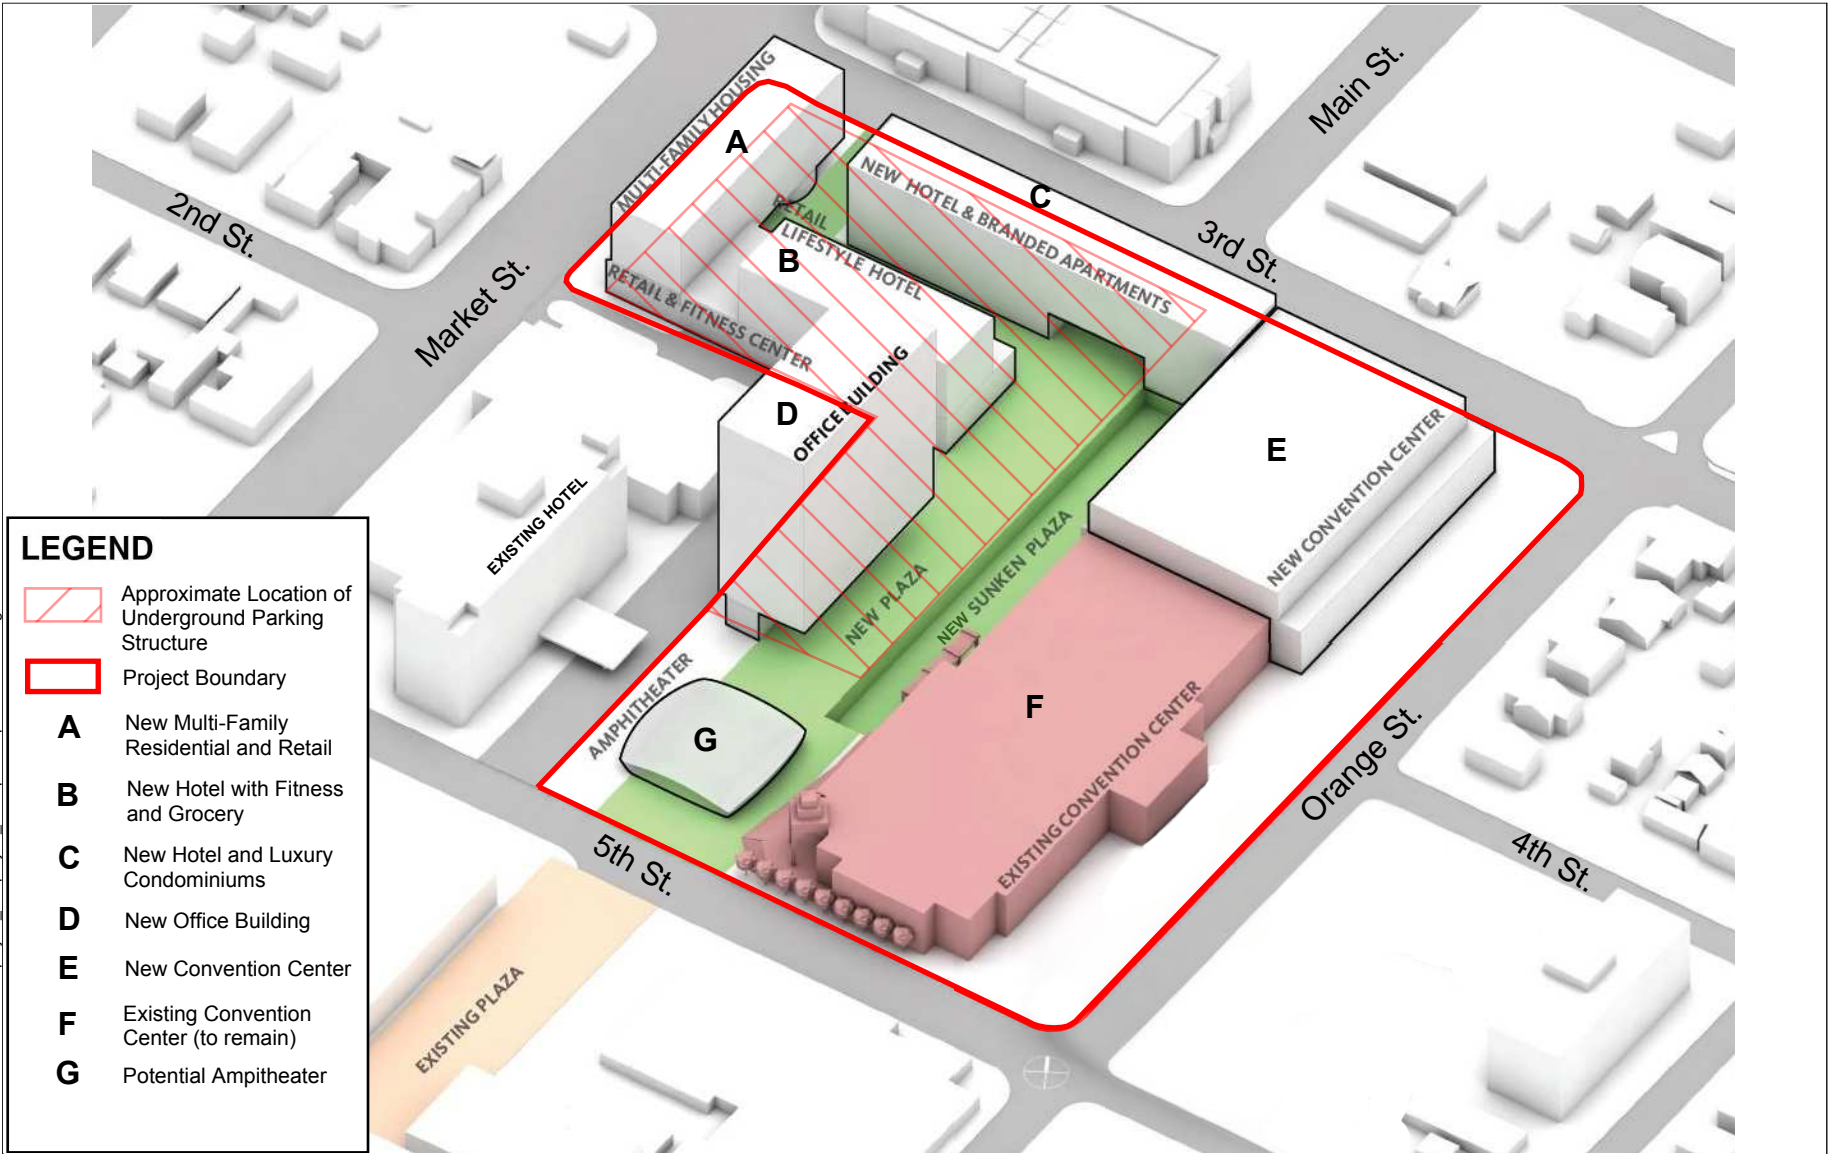 MULTI-FAMILY HOUSING
A
RETAIL
LIFESTYLE HOTEL
B
RETAIL & FITNESS CENTER
C
NEW HOTEL & BRANDED APARTMENTS
Main St.
3rd St.
2nd St.
Market St.
D
OFFICE BUILDING
E
NEW CONVENTION CENTER
EXISTING HOTEL
NEW PLAZA
NEW SUNKEN PLAZA
AMPHITHEATER
G
F
EXISTING CONVENTION CENTER
Orange St.
4th St.
5th St.
EXISTING PLAZA
LEGEND
Approximate Location of
Underground Parking
Structure
Project Boundary
A
New Multi-Family
Residential and Retail
B
New Hotel with Fitness
and Grocery
C
New Hotel and Luxury
Condominiums
D
New Office Building
E
New Convention Center
F
Existing Convention
Center (to remain)
G
Potential Ampitheater